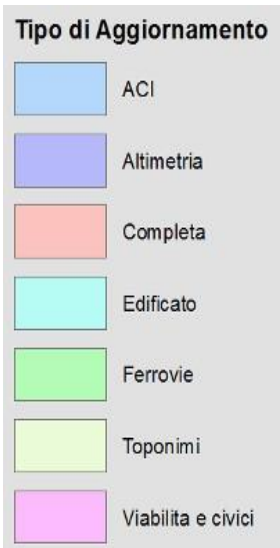 Tipo di Aggiornamento
ACI
Altimetria
Completa
Edificato
Ferrovie
Toponimi
Viabilita e civici